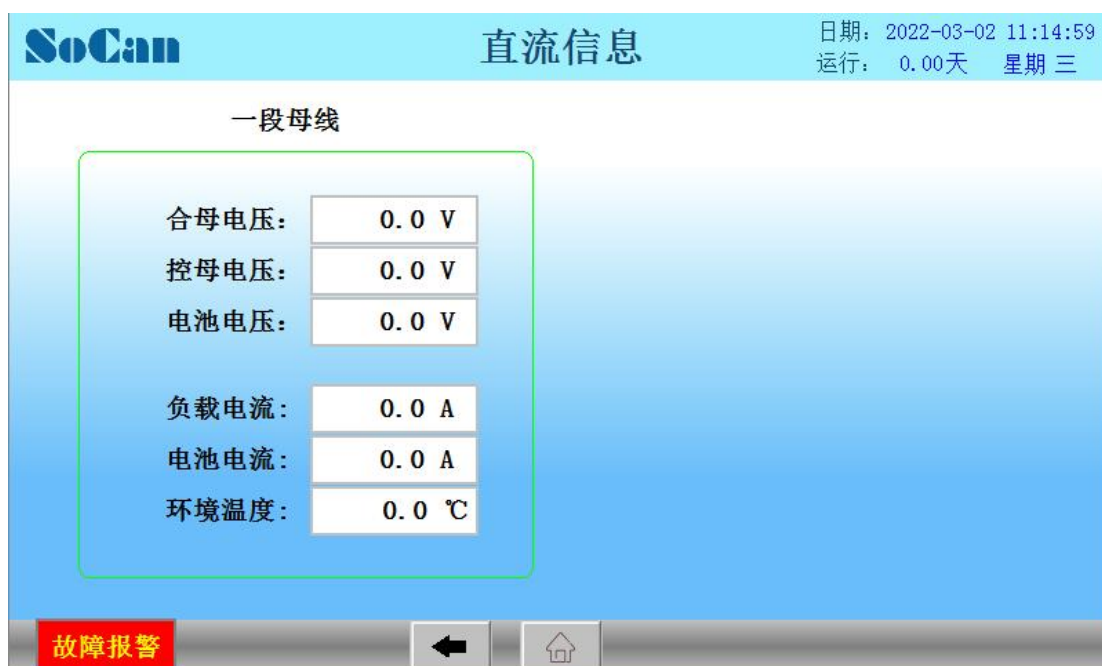 SoCan
直流信息
日期: 2022-03-02 11:14:59
运行: 0.00天 星期 三
一段母线
合母电压: 0.0 V
控母电压: 0.0 V
电池电压: 0.0 V
负载电流: 0.0 A
电池电流: 0.0 A
环境温度: 0.0 ℃
故障报警